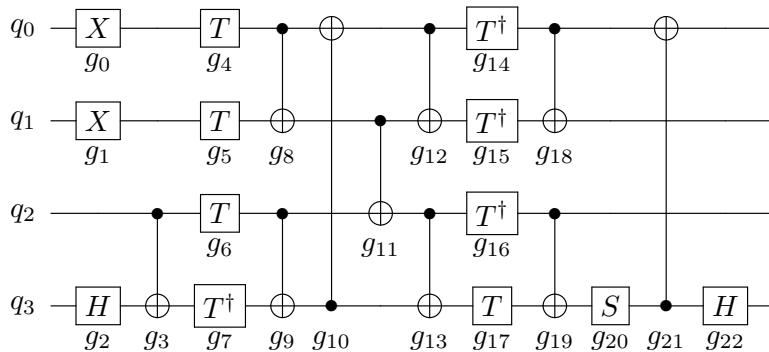 q₀ X T T†
g₀ g₄ g₁₄
q₁ X T T†
g₁ g₅ g₈ g₁₂ g₁₅ g₁₈
q₂ T T†
g₆ g₁₁ g₁₆
q₃ H T† T S H
g₂ g₃ g₇ g₉ g₁₀ g₁₃ g₁₇ g₁₉ g₂₀ g₂₁ g₂₂